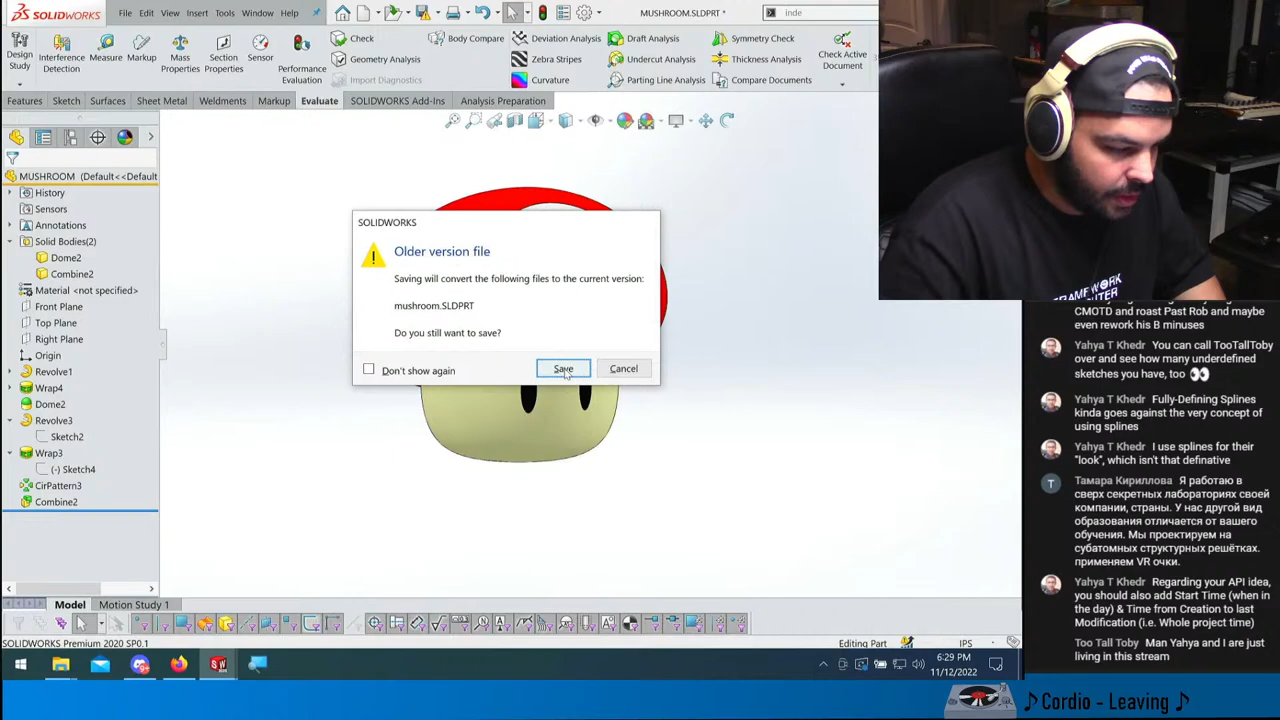 SOLIDWORKS File Edit View Insert Tools Window Help MUSHROOM.SLDPRT * inde
Design Study
Interference Detection
Measure
Markup
Mass Properties
Section Properties
Sensor
Performance Evaluation
Check
Geometry Analysis
Import Diagnostics
Body Compare
Deviation Analysis
Zebra Stripes
Curvature
Draft Analysis
Undercut Analysis
Parting Line Analysis
Symmetry Check
Thickness Analysis
Compare Documents
Check Active Document
Features Sketch Surfaces Sheet Metal Weldments Markup Evaluate SOLIDWORKS Add-Ins Analysis Preparation
MUSHROOM (Default<<Default
History
Sensors
Annotations
Solid Bodies(2)
Dome2
Combine2
Material <not specified>
Front Plane
Top Plane
Right Plane
Origin
Revolve1
Wrap4
Dome2
Revolve3
Sketch2
Wrap3
(-) Sketch4
CirPattern3
Combine2
SOLIDWORKS
Older version file
Saving will convert the following files to the current version:
mushroom.SLDPRT
Do you still want to save?
Don't show again
Save
Cancel
Model Motion Study 1
SOLIDWORKS Premium 2020 SP0.1
Editing Part
IPS
6:29 PM
11/12/2022
CMOTD and roast Past Rob and maybe
even rework his B minuses
Yahya T Khedr You can call TooTallToby
over and see how many underdefined
sketches you have, too 👀
Yahya T Khedr Fully-Defining Splines
kinda goes against the very concept of
using splines
Yahya T Khedr I use splines for their
"look", which isn't that definative
T Тамара Кириллова Я работаю в
сверх секретных лабораториях своей
компании, страны. У нас другой вид
образования отличается от вашего
обучения. Мы проектируем на
субатомных структурных решётках.
применяем VR очки.
Yahya T Khedr Regarding your API idea,
you should also add Start Time (when in
the day) & Time from Creation to last
Modification (i.e. Whole project time)
Too Tall Toby Man Yahya and I are just
living in this stream
♪ Cordio - Leaving ♪
FRAMEWORK
COMPUTER